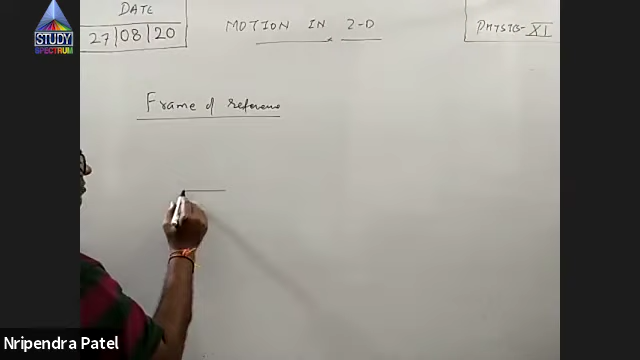 DATE
27/08/20
STUDY
SPECTRUM
MOTION IN 2-D
PHYSICS-XI
Frame of reference
Nripendra Patel